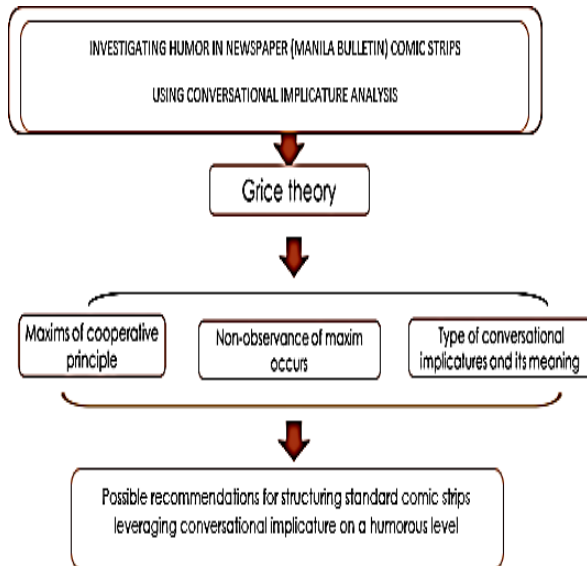 INVESTIGATING HUMOR IN NEWSPAPER (MANILA BULLETIN) COMIC STRIPS
USING CONVERSATIONAL IMPLICATURE ANALYSIS
Grice theory
Maxims of cooperative
principle
Non-observance of maxim
occurs
Type of conversational
implicatures and its meaning
Possible recommendations for structuring standard comic strips
leveraging conversational implicature on a humorous level